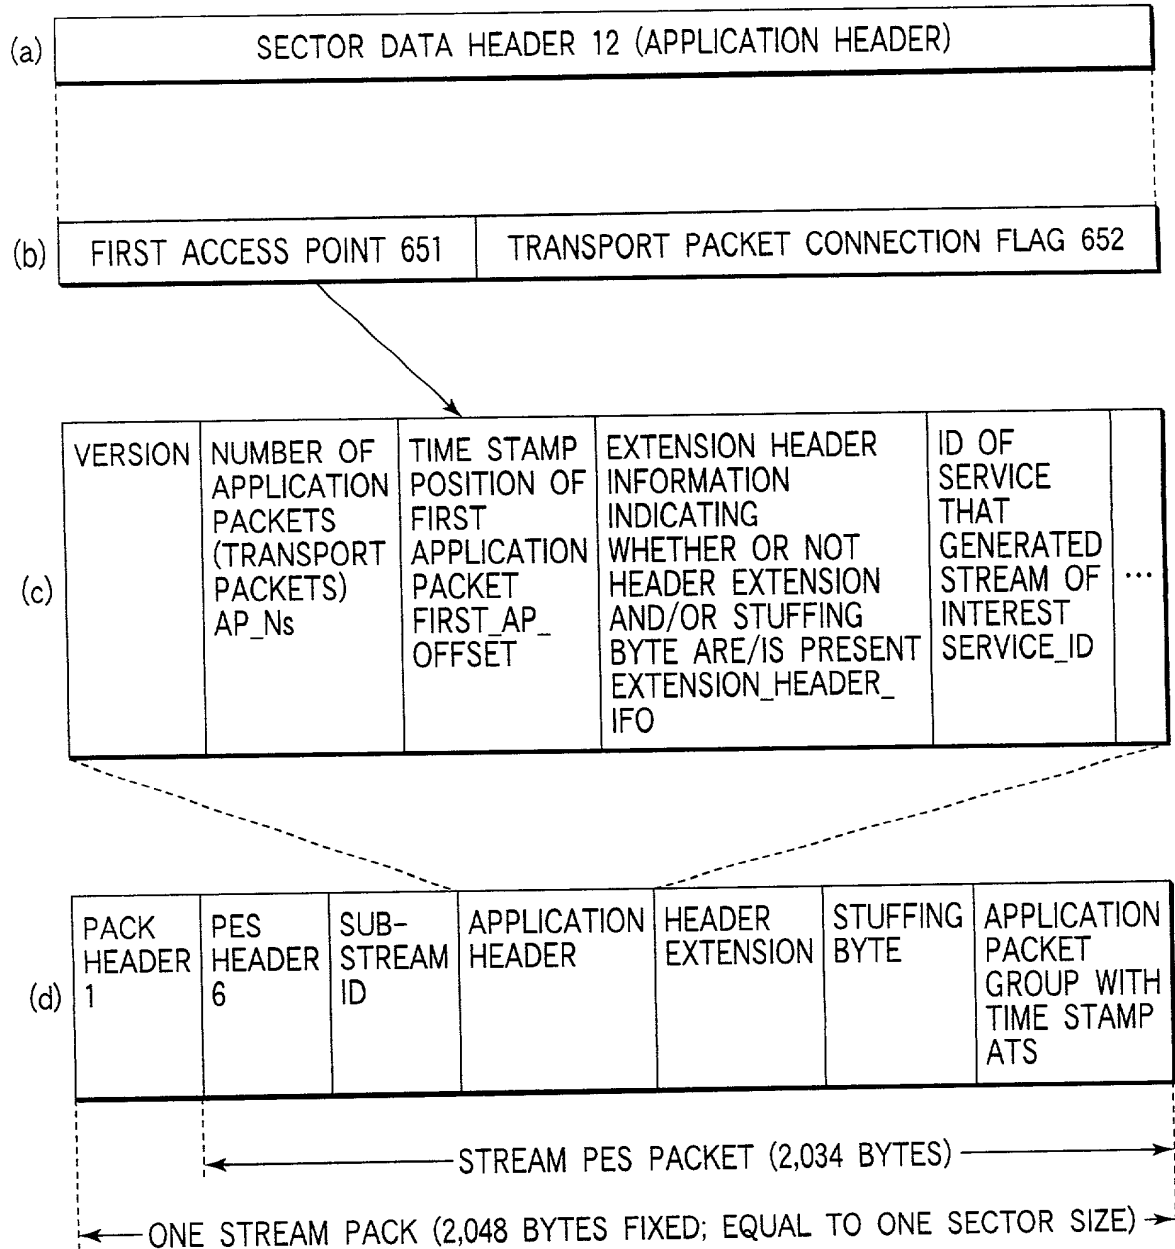 (a)
SECTOR DATA HEADER 12 (APPLICATION HEADER)
(b)
FIRST ACCESS POINT 651
TRANSPORT PACKET CONNECTION FLAG 652
(c)
VERSION
NUMBER OF
APPLICATION
PACKETS
(TRANSPORT
PACKETS)
AP_Ns
TIME STAMP
POSITION OF
FIRST
APPLICATION
PACKET
FIRST_AP_
OFFSET
EXTENSION HEADER
INFORMATION
INDICATING
WHETHER OR NOT
HEADER EXTENSION
AND/OR STUFFING
BYTE ARE/IS PRESENT
EXTENSION_HEADER_
IFO
ID OF
SERVICE
THAT
GENERATED
STREAM OF
INTEREST
SERVICE_ID
...
(d)
PACK
HEADER
1
PES
HEADER
6
SUB-
STREAM
ID
APPLICATION
HEADER
HEADER
EXTENSION
STUFFING
BYTE
APPLICATION
PACKET
GROUP WITH
TIME STAMP
ATS
STREAM PES PACKET (2,034 BYTES)
ONE STREAM PACK (2,048 BYTES FIXED; EQUAL TO ONE SECTOR SIZE)